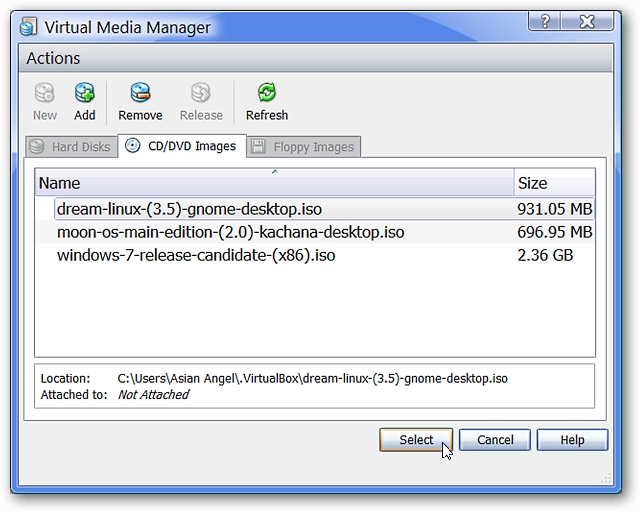 Virtual Media Manager
Actions
New Add Remove Release Refresh
Hard Disks CD/DVD Images Floppy Images
Name Size
dream-linux-(3.5)-gnome-desktop.iso 931.05 MB
moon-os-main-edition-(2.0)-kachana-desktop.iso 696.95 MB
windows-7-release-candidate-(x86).iso 2.36 GB
Location: C:\Users\Asian Angel\.VirtualBox\dream-linux-(3.5)-gnome-desktop.iso
Attached to: Not Attached
Select Cancel Help